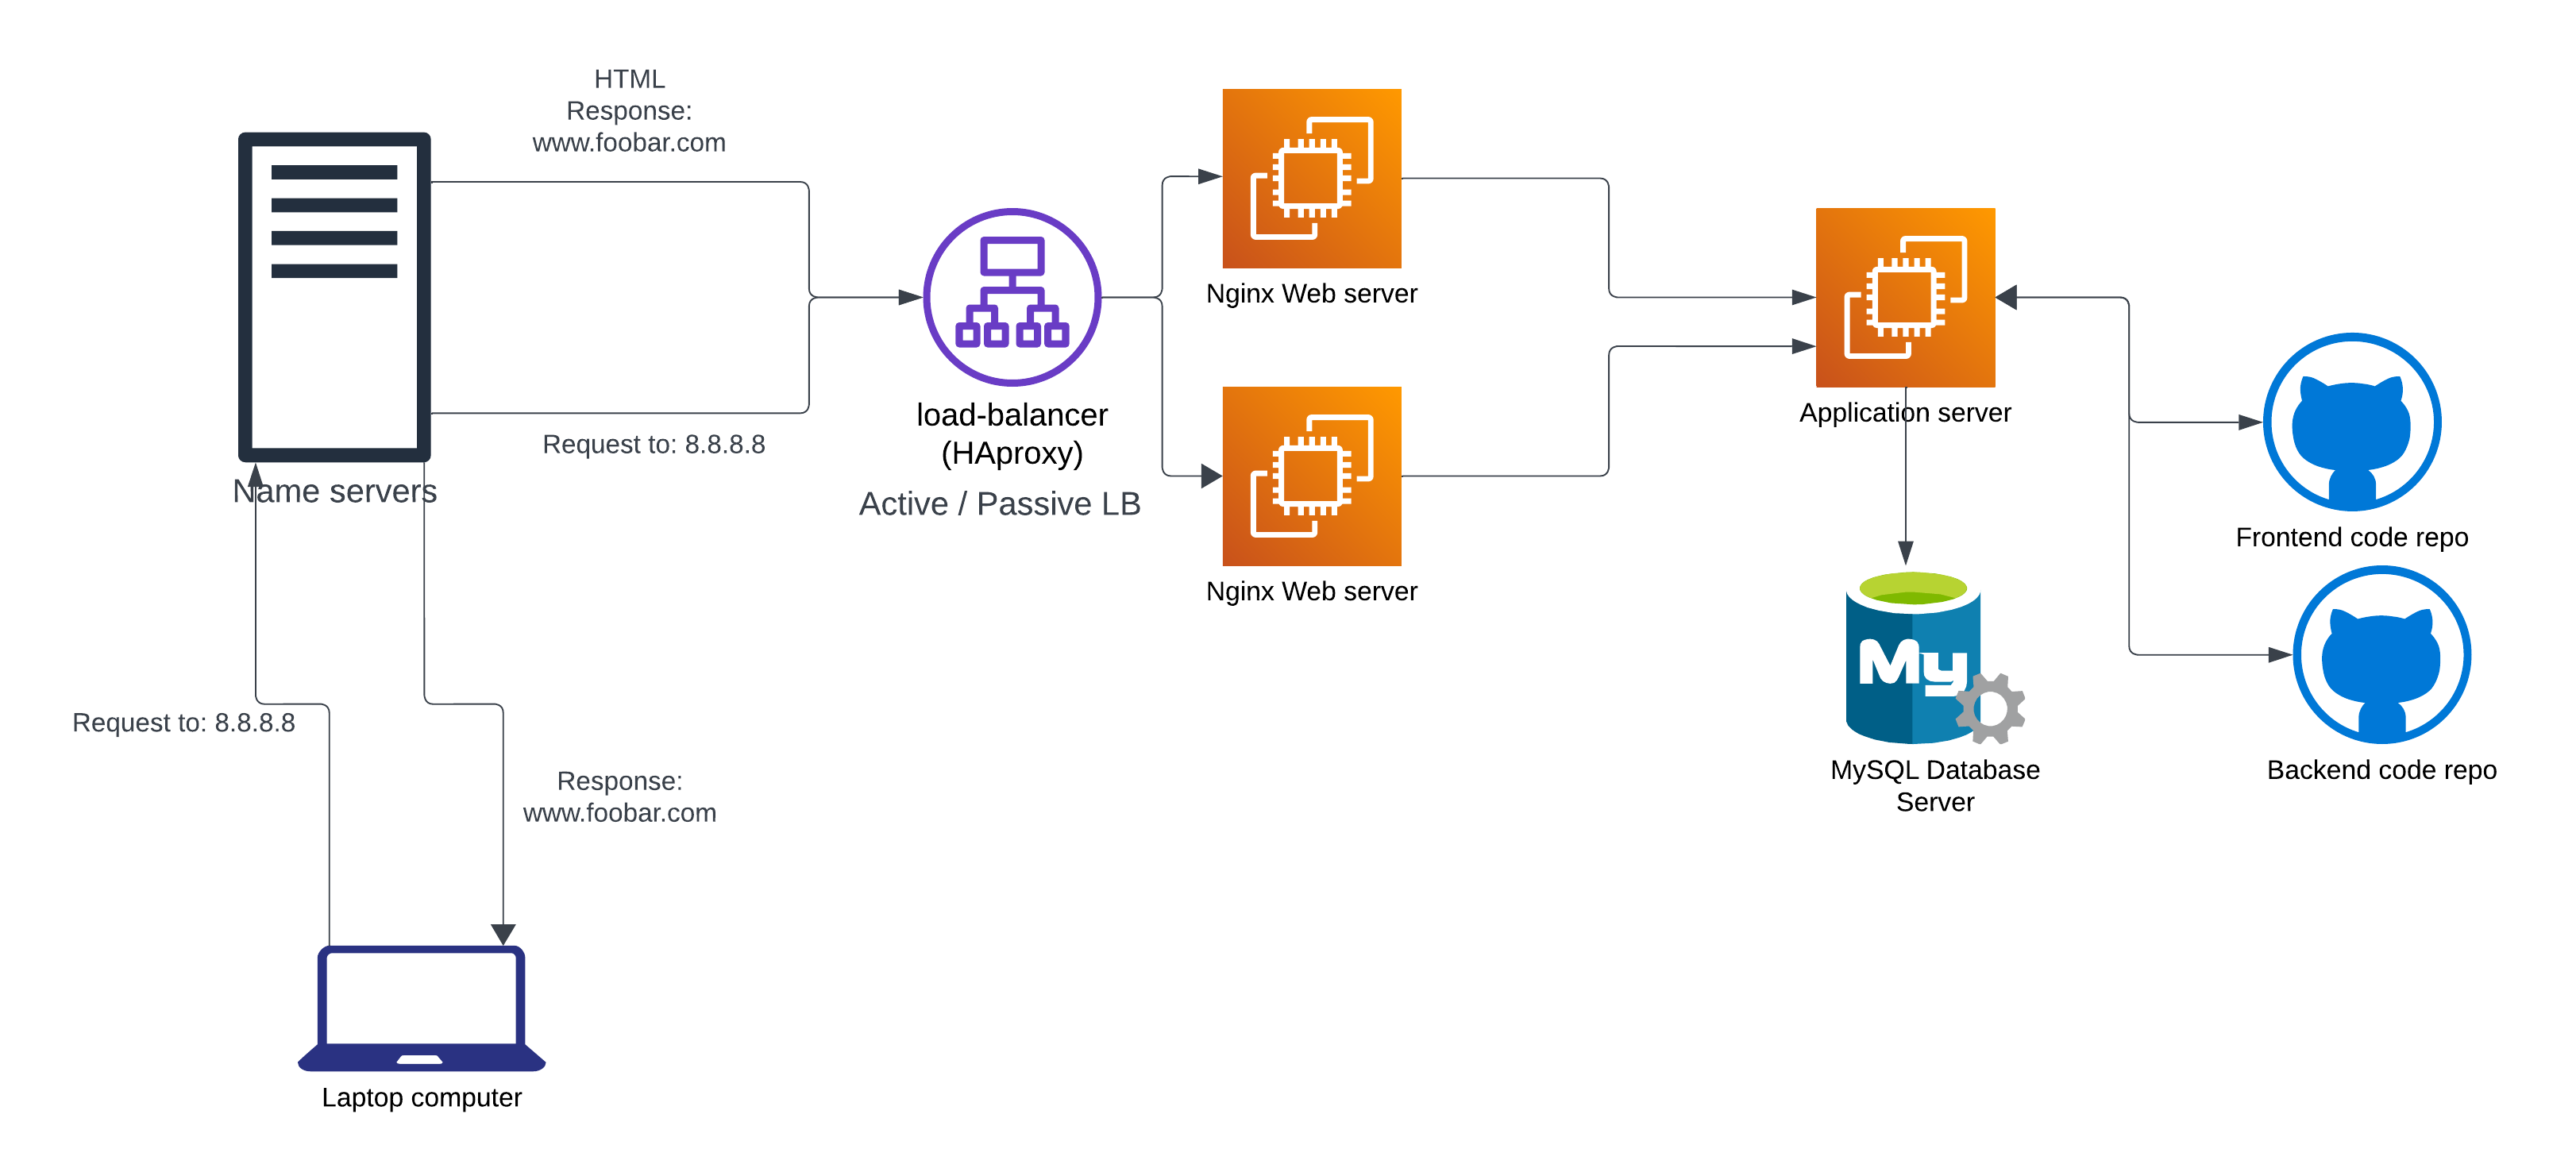 HTML
Response:
www.foobar.com
Request to: 8.8.8.8
Name servers
load-balancer
(HAproxy)
Active / Passive LB
Nginx Web server
Nginx Web server
Application server
Frontend code repo
My
MySQL Database
Server
Backend code repo
Request to: 8.8.8.8
Response:
www.foobar.com
Laptop computer